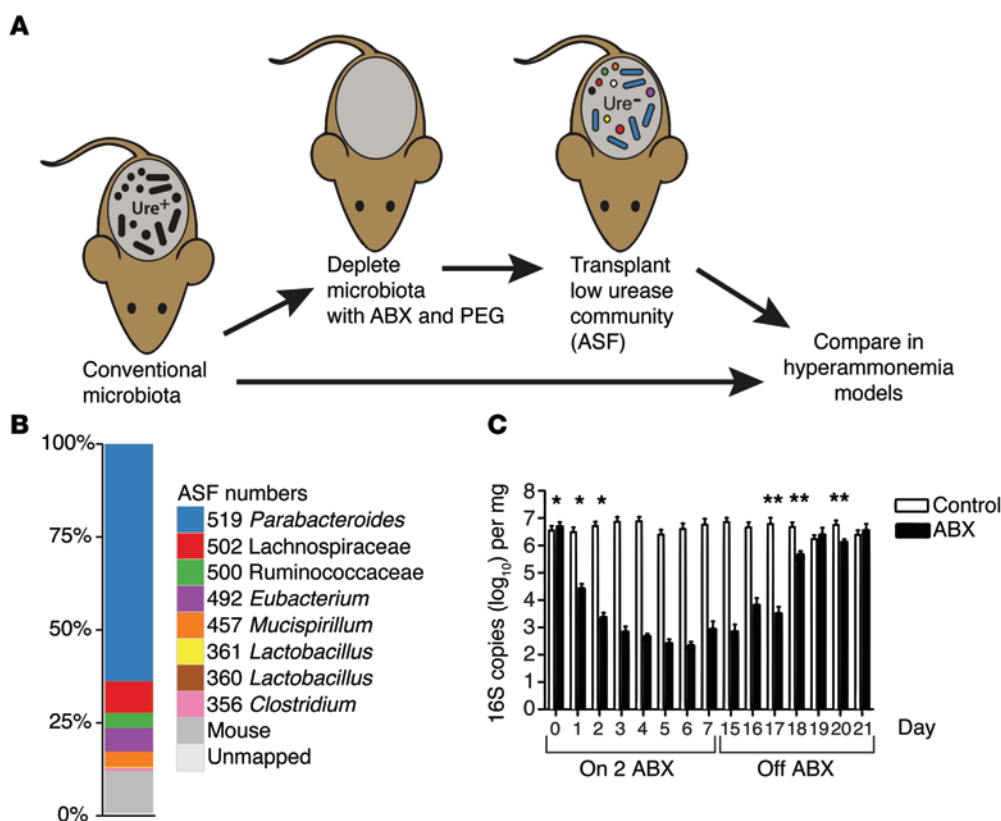 A
Ure+
Ure−
Conventional
microbiota
Deplete
microbiota
with ABX and PEG
Transplant
low urease
community
(ASF)
Compare in
hyperammonemia
models
B
100%
75%
50%
25%
0%
ASF numbers
519 Parabacteroides
502 Lachnospiraceae
500 Ruminococcaceae
492 Eubacterium
457 Mucispirillum
361 Lactobacillus
360 Lactobacillus
356 Clostridium
Mouse
Unmapped
C
16S copies (log10) per mg
8
7
6
5
4
3
2
1
0
* * * ** ** **
Control
ABX
0 1 2 3 4 5 6 7 15 16 17 18 19 20 21 Day
On 2 ABX Off ABX